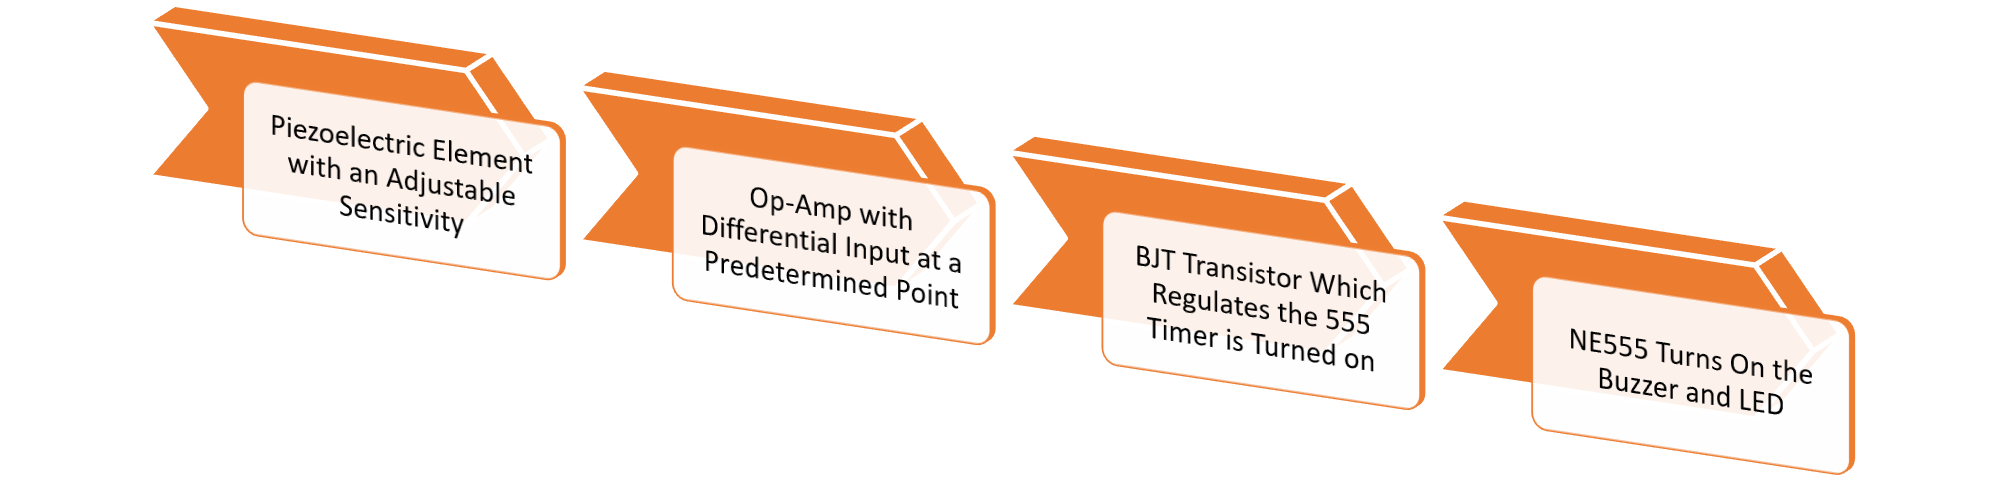 Piezoelectric Element
with an Adjustable
Sensitivity
Op-Amp with
Differential Input at a
Predetermined Point
BJT Transistor Which
Regulates the 555
Timer is Turned on
NE555 Turns On the
Buzzer and LED